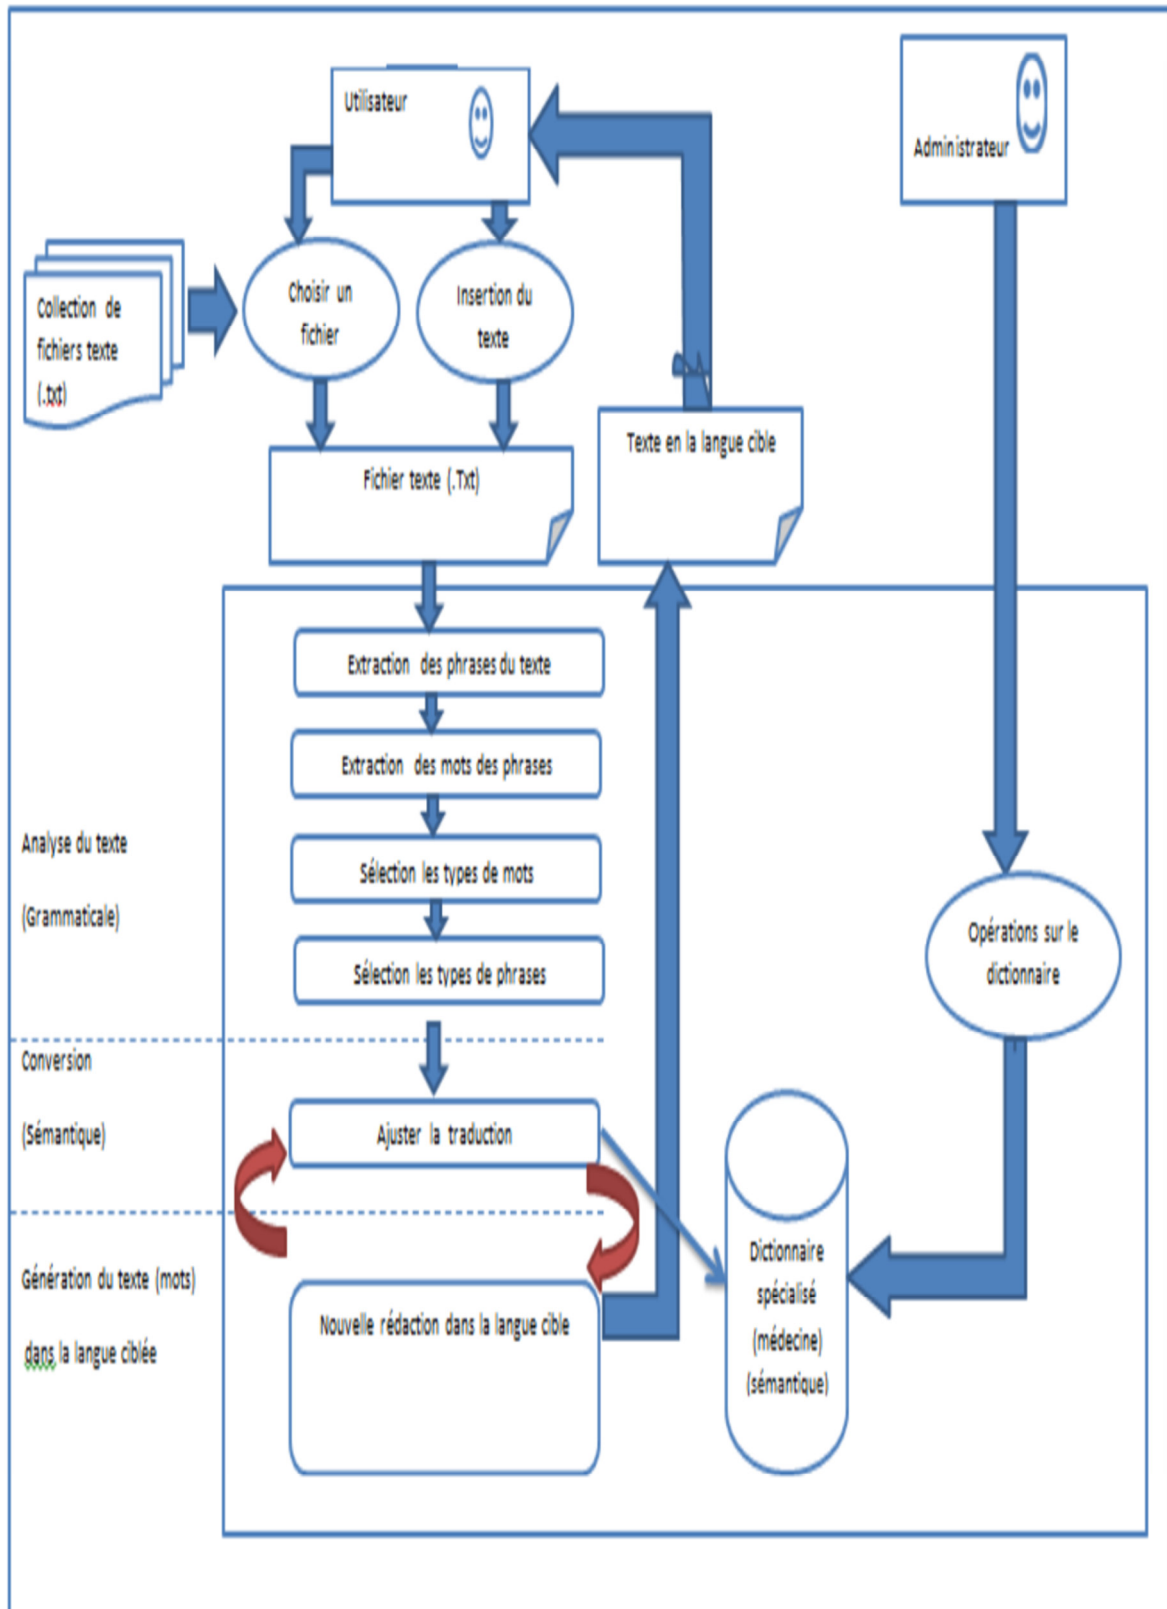 Utilisateur
Administrateur
Collection de
fichiers texte
(.txt)
Choisir un
fichier
Insertion du
texte
Fichier texte (.Txt)
Texte en la langue cible
Extraction des phrases du texte
Extraction des mots des phrases
Analyse du texte
(Grammaticale)
Sélection les types de mots
Sélection les types de phrases
Opérations sur le
dictionnaire
Conversion
(Sémantique)
Ajuster la traduction
Génération du texte (mots)
dans la langue ciblée
Nouvelle rédaction dans la langue cible
Dictionnaire
spécialisé
(médecine)
(sémantique)